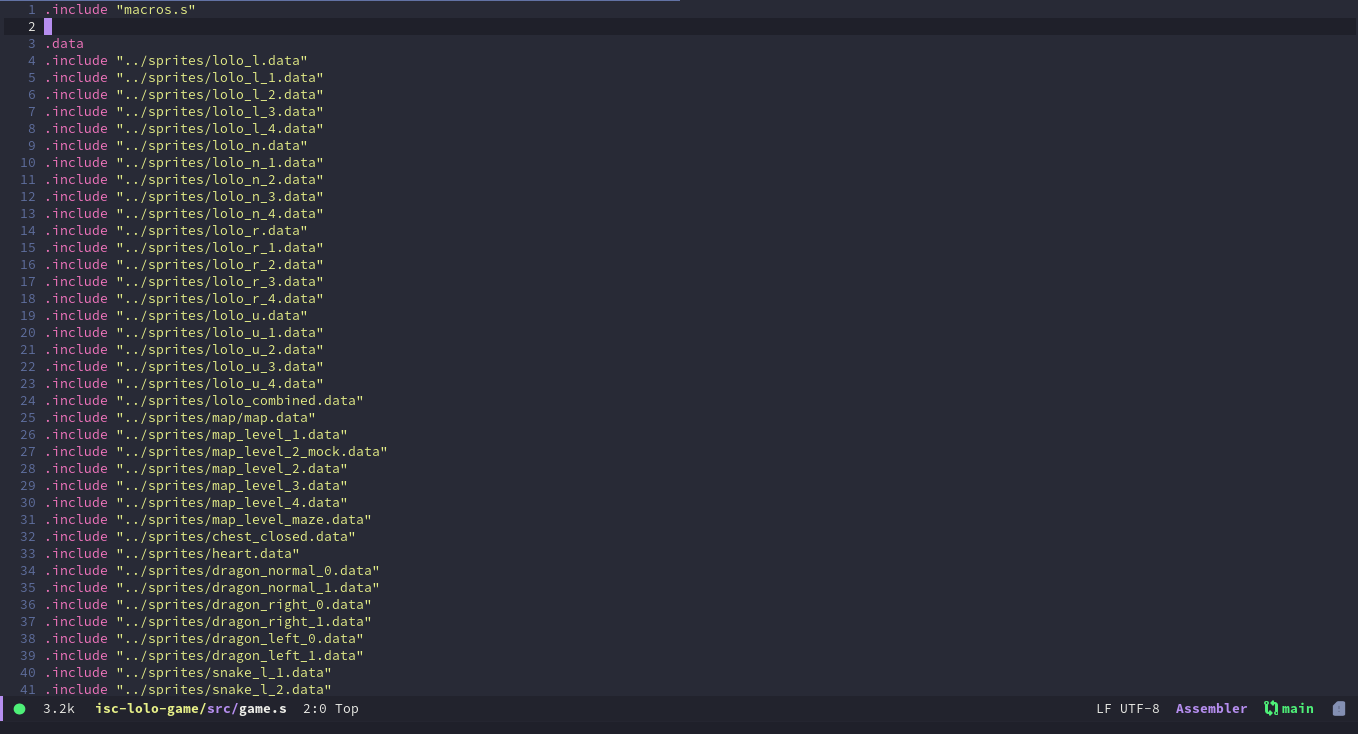 1 .include "macros.s"
2
3 .data
4 .include "../sprites/lolo_l.data"
5 .include "../sprites/lolo_l_1.data"
6 .include "../sprites/lolo_l_2.data"
7 .include "../sprites/lolo_l_3.data"
8 .include "../sprites/lolo_l_4.data"
9 .include "../sprites/lolo_n.data"
10 .include "../sprites/lolo_n_1.data"
11 .include "../sprites/lolo_n_2.data"
12 .include "../sprites/lolo_n_3.data"
13 .include "../sprites/lolo_n_4.data"
14 .include "../sprites/lolo_r.data"
15 .include "../sprites/lolo_r_1.data"
16 .include "../sprites/lolo_r_2.data"
17 .include "../sprites/lolo_r_3.data"
18 .include "../sprites/lolo_r_4.data"
19 .include "../sprites/lolo_u.data"
20 .include "../sprites/lolo_u_1.data"
21 .include "../sprites/lolo_u_2.data"
22 .include "../sprites/lolo_u_3.data"
23 .include "../sprites/lolo_u_4.data"
24 .include "../sprites/lolo_combined.data"
25 .include "../sprites/map/map.data"
26 .include "../sprites/map_level_1.data"
27 .include "../sprites/map_level_2_mock.data"
28 .include "../sprites/map_level_2.data"
29 .include "../sprites/map_level_3.data"
30 .include "../sprites/map_level_4.data"
31 .include "../sprites/map_level_maze.data"
32 .include "../sprites/chest_closed.data"
33 .include "../sprites/heart.data"
34 .include "../sprites/dragon_normal_0.data"
35 .include "../sprites/dragon_normal_1.data"
36 .include "../sprites/dragon_right_0.data"
37 .include "../sprites/dragon_right_1.data"
38 .include "../sprites/dragon_left_0.data"
39 .include "../sprites/dragon_left_1.data"
40 .include "../sprites/snake_l_1.data"
41 .include "../sprites/snake_l_2.data"
3.2k isc-lolo-game/src/game.s 2:0 Top LF UTF-8 Assembler main